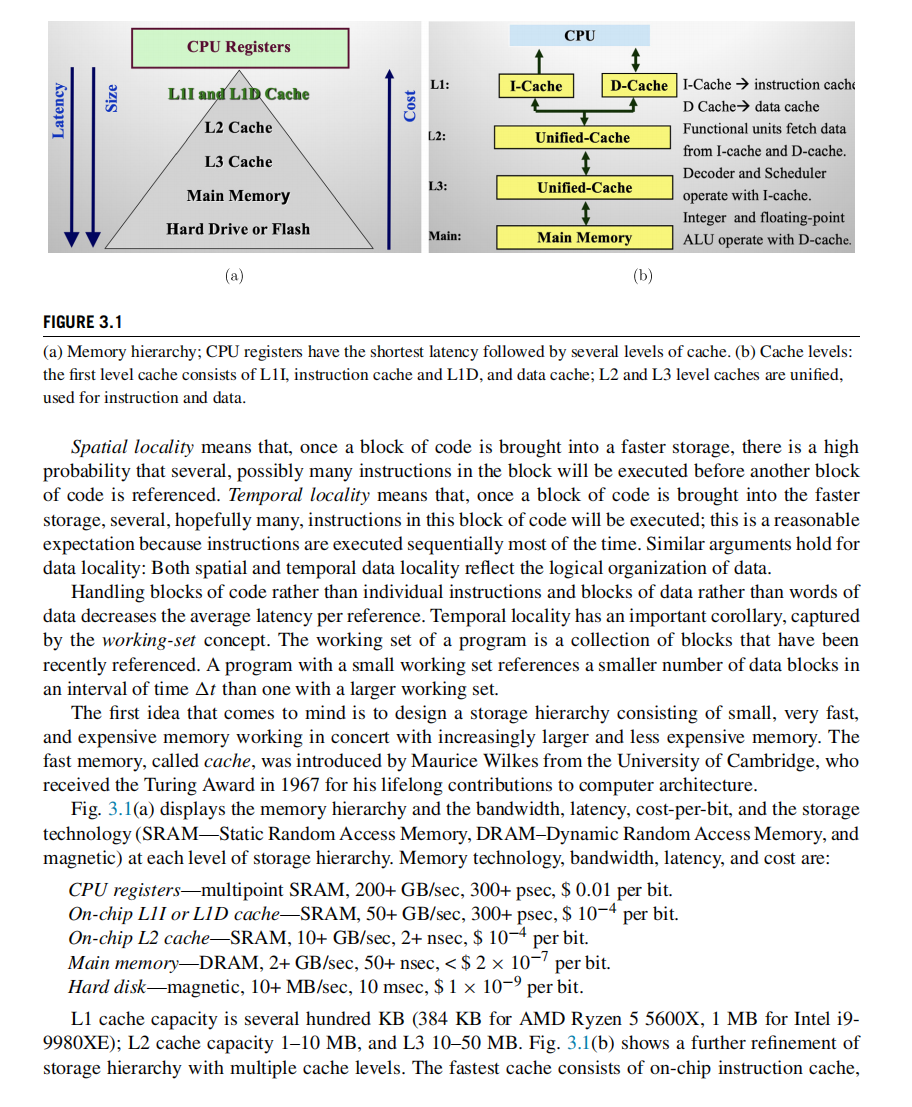 CPU Registers
L1I and L1D Cache
L2 Cache
L3 Cache
Main Memory
Hard Drive or Flash
Latency
Size
Cost
(a)
CPU
L1:
I-Cache
D-Cache
L2:
Unified-Cache
L3:
Unified-Cache
Main:
Main Memory
I-Cache → instruction cache
D Cache→ data cache
Functional units fetch data
from I-cache and D-cache.
Decoder and Scheduler
operate with I-cache.
Integer and floating-point
ALU operate with D-cache.
(b)
FIGURE 3.1
(a) Memory hierarchy; CPU registers have the shortest latency followed by several levels of cache. (b) Cache levels:
the first level cache consists of L1I, instruction cache and L1D, and data cache; L2 and L3 level caches are unified,
used for instruction and data.
Spatial locality means that, once a block of code is brought into a faster storage, there is a high
probability that several, possibly many instructions in the block will be executed before another block
of code is referenced. Temporal locality means that, once a block of code is brought into the faster
storage, several, hopefully many, instructions in this block of code will be executed; this is a reasonable
expectation because instructions are executed sequentially most of the time. Similar arguments hold for
data locality: Both spatial and temporal data locality reflect the logical organization of data.
Handling blocks of code rather than individual instructions and blocks of data rather than words of
data decreases the average latency per reference. Temporal locality has an important corollary, captured
by the working-set concept. The working set of a program is a collection of blocks that have been
recently referenced. A program with a small working set references a smaller number of data blocks in
an interval of time Δt than one with a larger working set.
The first idea that comes to mind is to design a storage hierarchy consisting of small, very fast,
and expensive memory working in concert with increasingly larger and less expensive memory. The
fast memory, called cache, was introduced by Maurice Wilkes from the University of Cambridge, who
received the Turing Award in 1967 for his lifelong contributions to computer architecture.
Fig. 3.1(a) displays the memory hierarchy and the bandwidth, latency, cost-per-bit, and the storage
technology (SRAM—Static Random Access Memory, DRAM–Dynamic Random Access Memory, and
magnetic) at each level of storage hierarchy. Memory technology, bandwidth, latency, and cost are:
CPU registers—multipoint SRAM, 200+ GB/sec, 300+ psec, $ 0.01 per bit.
On-chip L1I or L1D cache—SRAM, 50+ GB/sec, 300+ psec, $ 10⁻⁴ per bit.
On-chip L2 cache—SRAM, 10+ GB/sec, 2+ nsec, $ 10⁻⁴ per bit.
Main memory—DRAM, 2+ GB/sec, 50+ nsec, < $ 2 × 10⁻⁷ per bit.
Hard disk—magnetic, 10+ MB/sec, 10 msec, $ 1 × 10⁻⁹ per bit.
L1 cache capacity is several hundred KB (384 KB for AMD Ryzen 5 5600X, 1 MB for Intel i9-
9980XE); L2 cache capacity 1–10 MB, and L3 10–50 MB. Fig. 3.1(b) shows a further refinement of
storage hierarchy with multiple cache levels. The fastest cache consists of on-chip instruction cache,